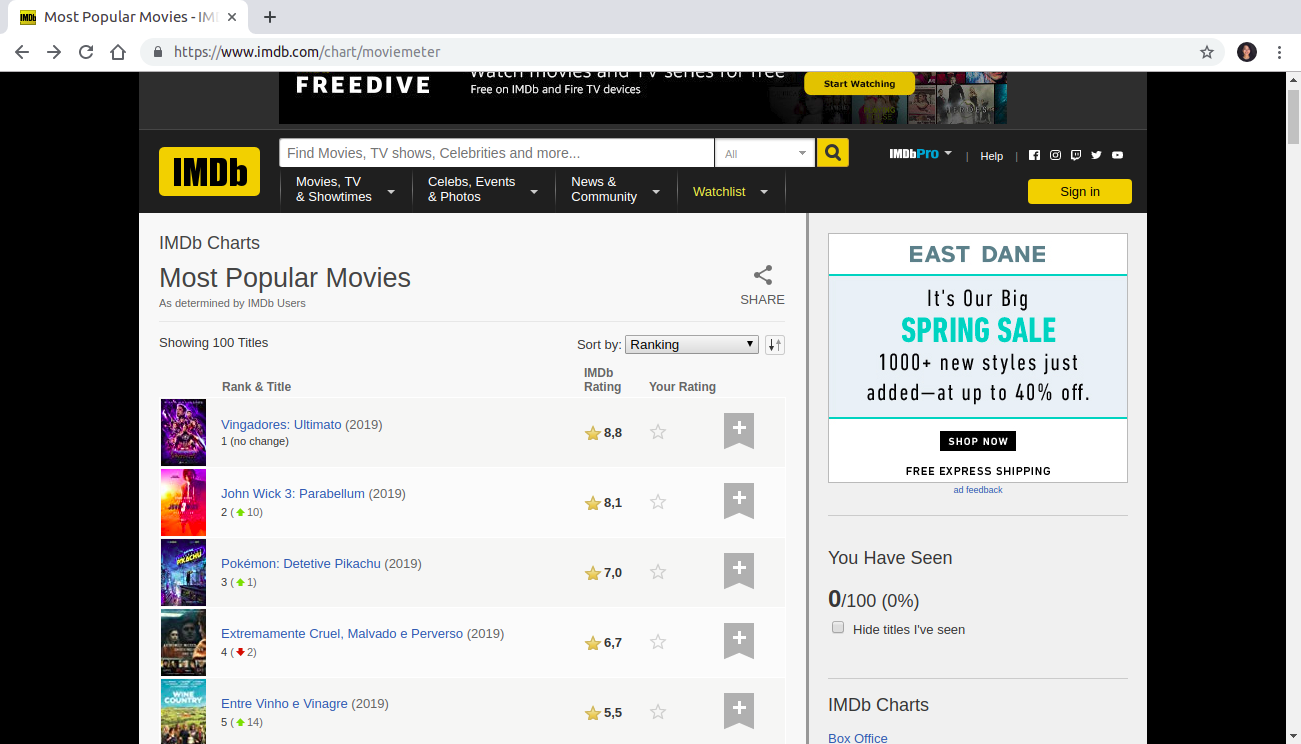 Most Popular Movies - IM
https://www.imdb.com/chart/moviemeter
FREEDIVE
Watch movies and TV series for free
Free on IMDb and Fire TV devices
Start Watching
IMDb
Find Movies, TV shows, Celebrities and more...
All
IMDbPro
|
Help
|
Movies, TV
& Showtimes
Celebs, Events
& Photos
News &
Community
Watchlist
Sign in
IMDb Charts
Most Popular Movies
As determined by IMDb Users
SHARE
Showing 100 Titles
Sort by: Ranking
Rank & Title
IMDb
Rating
Your Rating
Vingadores: Ultimato (2019)
1 (no change)
8,8
John Wick 3: Parabellum (2019)
2 (10)
8,1
Pokémon: Detetive Pikachu (2019)
3 (1)
7,0
Extremamente Cruel, Malvado e Perverso (2019)
4 (2)
6,7
WINE
COUNTRY
Entre Vinho e Vinagre (2019)
5 (14)
5,5
EAST DANE
It's Our Big
SPRING SALE
1000+ new styles just
added—at up to 40% off.
SHOP NOW
FREE EXPRESS SHIPPING
ad feedback
You Have Seen
0/100 (0%)
Hide titles I've seen
IMDb Charts
Box Office